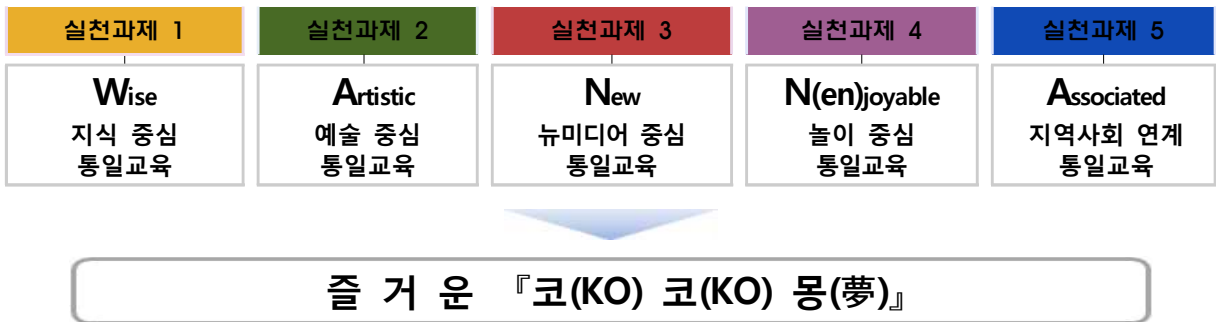 실천과제 1
Wise
지식 중심
통일교육
실천과제 2
Artistic
예술 중심
통일교육
실천과제 3
New
뉴미디어 중심
통일교육
실천과제 4
N(en)joyable
놀이 중심
통일교육
실천과제 5
Associated
지역사회 연계
통일교육
즐 거 운 『코(KO) 코(KO) 몽(夢)』